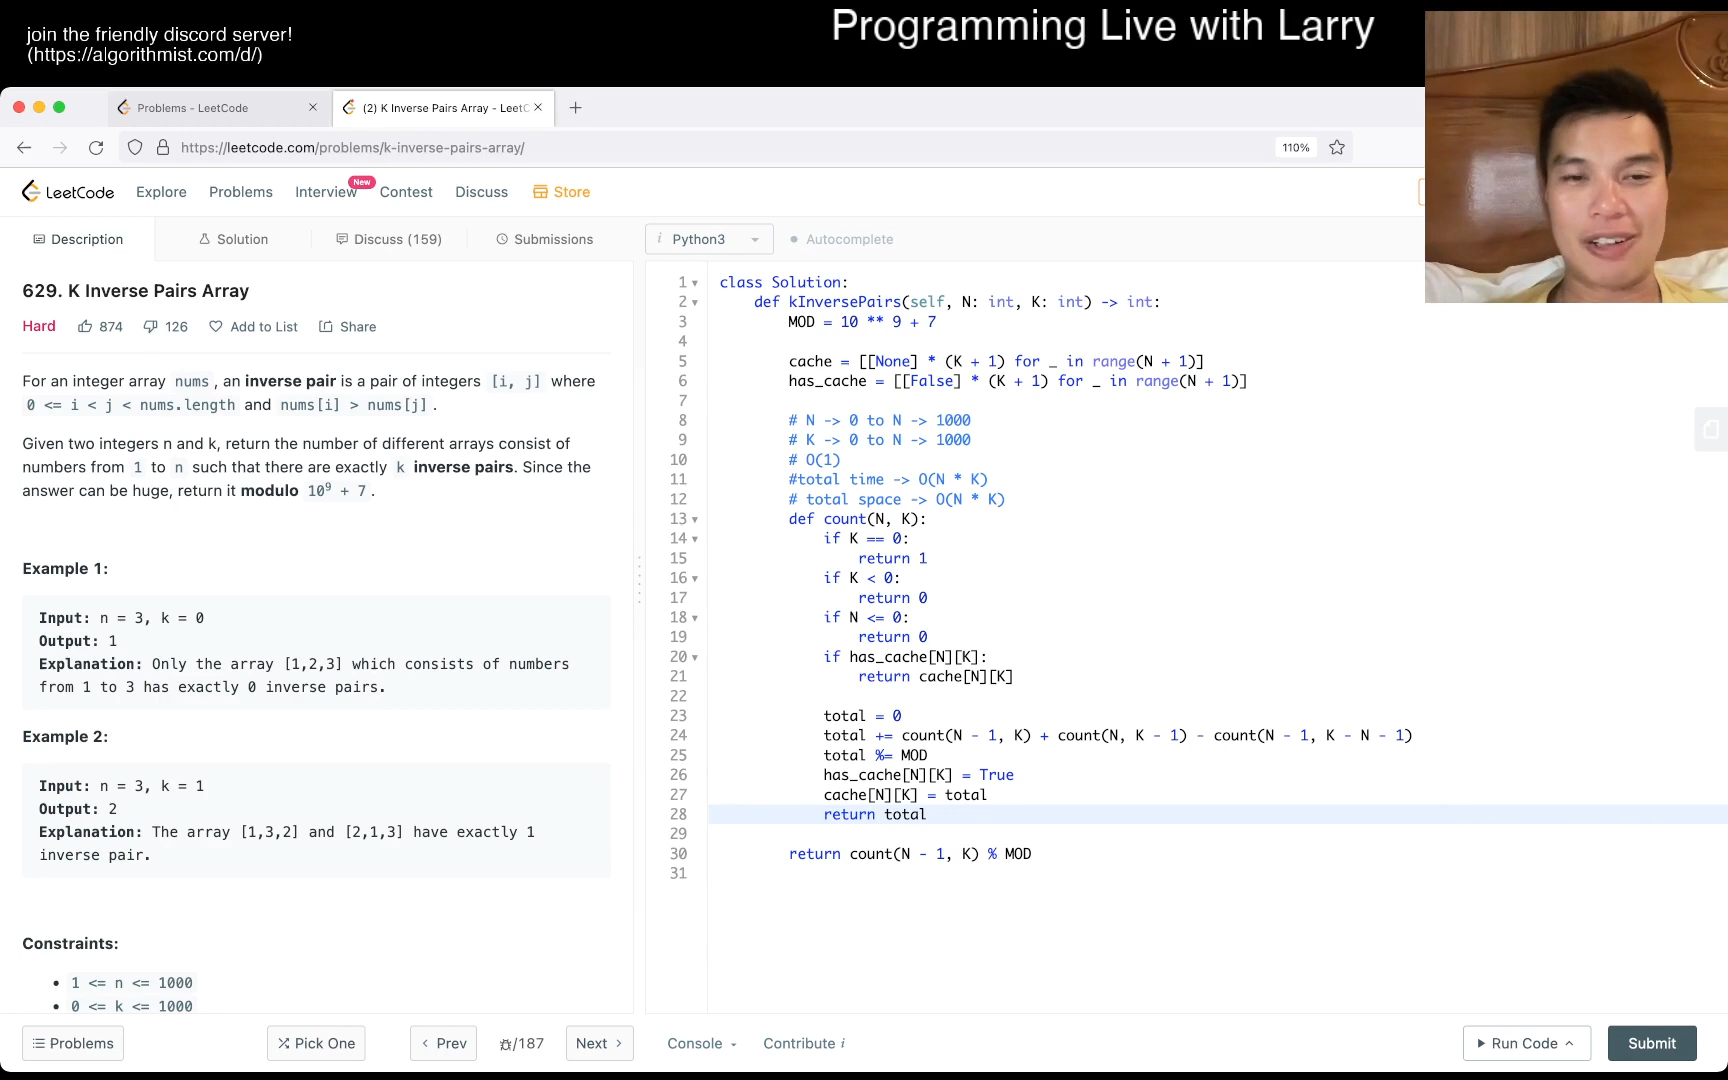 join the friendly discord server!
(https://algorithmist.com/d/)
Programming Live with Larry
Problems - LeetCode
(2) K Inverse Pairs Array - LeetC
https://leetcode.com/problems/k-inverse-pairs-array/
110%
LeetCode
Explore
Problems
Interview
New
Contest
Discuss
Store
Description
Solution
Discuss (159)
Submissions
i Python3
Autocomplete
629. K Inverse Pairs Array
Hard
874
126
Add to List
Share
For an integer array nums, an inverse pair is a pair of integers [i, j] where
0 <= i < j < nums.length and nums[i] > nums[j].
Given two integers n and k, return the number of different arrays consist of
numbers from 1 to n such that there are exactly k inverse pairs. Since the
answer can be huge, return it modulo 10⁹ + 7.
Example 1:
Input: n = 3, k = 0
Output: 1
Explanation: Only the array [1,2,3] which consists of numbers
from 1 to 3 has exactly 0 inverse pairs.
Example 2:
Input: n = 3, k = 1
Output: 2
Explanation: The array [1,3,2] and [2,1,3] have exactly 1
inverse pair.
Constraints:
• 1 <= n <= 1000
• 0 <= k <= 1000
1 class Solution:
2     def kInversePairs(self, N: int, K: int) -> int:
3         MOD = 10 ** 9 + 7
4
5         cache = [[None] * (K + 1) for _ in range(N + 1)]
6         has_cache = [[False] * (K + 1) for _ in range(N + 1)]
7
8         # N -> 0 to N -> 1000
9         # K -> 0 to N -> 1000
10         # O(1)
11         #total time -> O(N * K)
12         # total space -> O(N * K)
13         def count(N, K):
14             if K == 0:
15                 return 1
16             if K < 0:
17                 return 0
18             if N <= 0:
19                 return 0
20             if has_cache[N][K]:
21                 return cache[N][K]
22
23             total = 0
24             total += count(N - 1, K) + count(N, K - 1) - count(N - 1, K - N - 1)
25             total %= MOD
26             has_cache[N][K] = True
27             cache[N][K] = total
28             return total
29
30         return count(N - 1, K) % MOD
31
Problems
Pick One
Prev
/187
Next
Console
Contribute i
Run Code
Submit